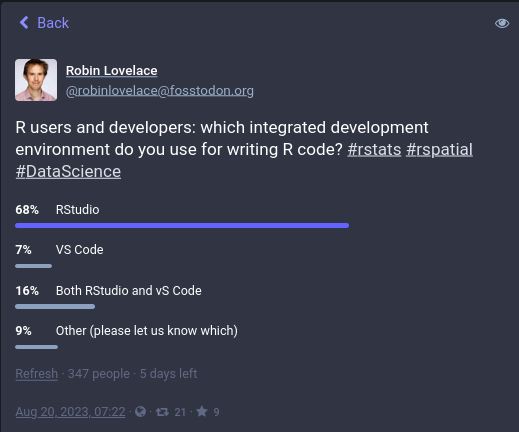 Back
Robin Lovelace
@robinlovelace@fosstodon.org
R users and developers: which integrated development
environment do you use for writing R code? #rstats #rspatial
#DataScience
68% RStudio
7% VS Code
16% Both RStudio and vS Code
9% Other (please let us know which)
Refresh · 347 people · 5 days left
Aug 20, 2023, 07:22 · · 21 · 9